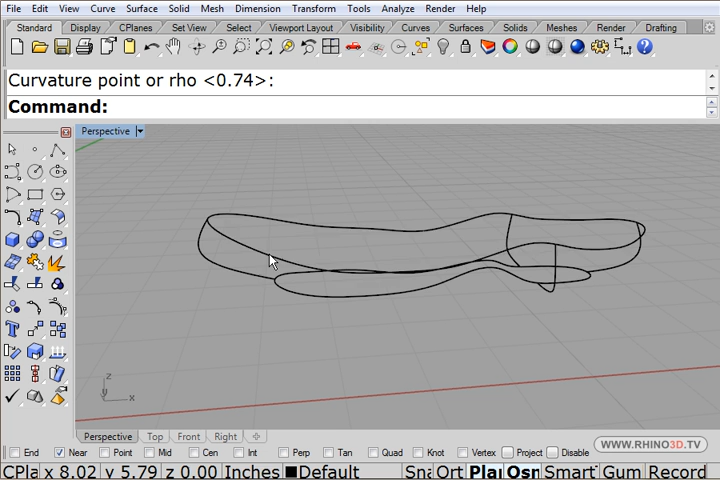 File Edit View Curve Surface Solid Mesh Dimension Transform Tools Analyze Render Help
Standard Display CPlanes Set View Select Viewport Layout Visibility Curves Surfaces Solids Meshes Render Drafting
Curvature point or rho <0.74>:
Command:
Perspective
z
y
x
Perspective Top Front Right
WWW.RHINO3D.TV
End Near Point Mid Cen Int Perp Tan Quad Knot Vertex Project Disable
CPla x 8.02 y 5.79 z 0.00 Inches Default Sna Ort Plan Osn SmartT Gum Record